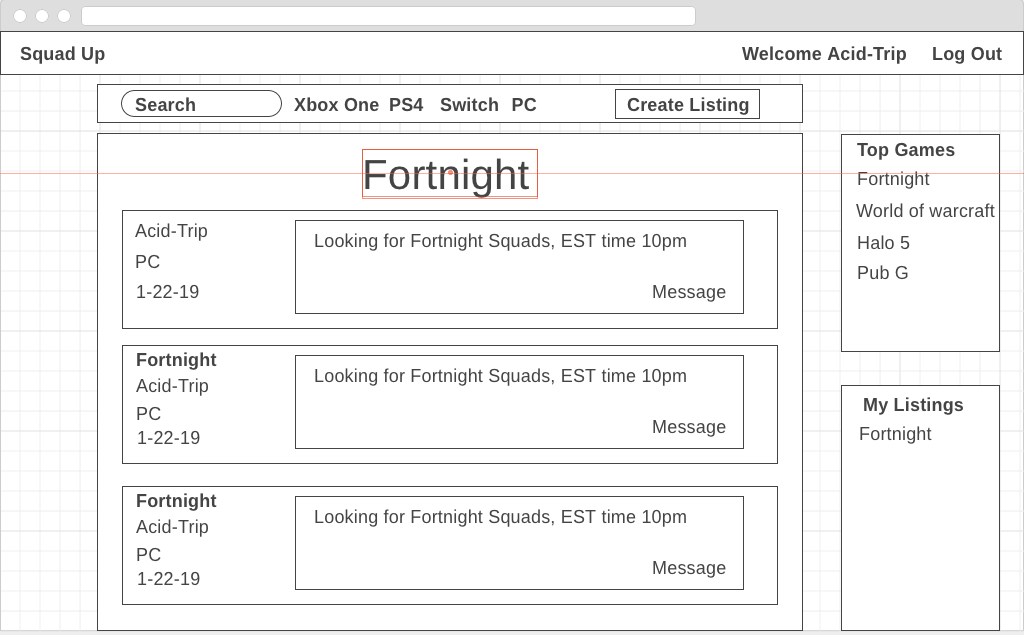 Squad Up
Welcome Acid-Trip
Log Out
Search
Xbox One PS4 Switch PC
Create Listing
Fortnight
Acid-Trip
PC
1-22-19
Looking for Fortnight Squads, EST time 10pm
Message
Fortnight
Acid-Trip
PC
1-22-19
Looking for Fortnight Squads, EST time 10pm
Message
Fortnight
Acid-Trip
PC
1-22-19
Looking for Fortnight Squads, EST time 10pm
Message
Top Games
Fortnight
World of warcraft
Halo 5
Pub G
My Listings
Fortnight